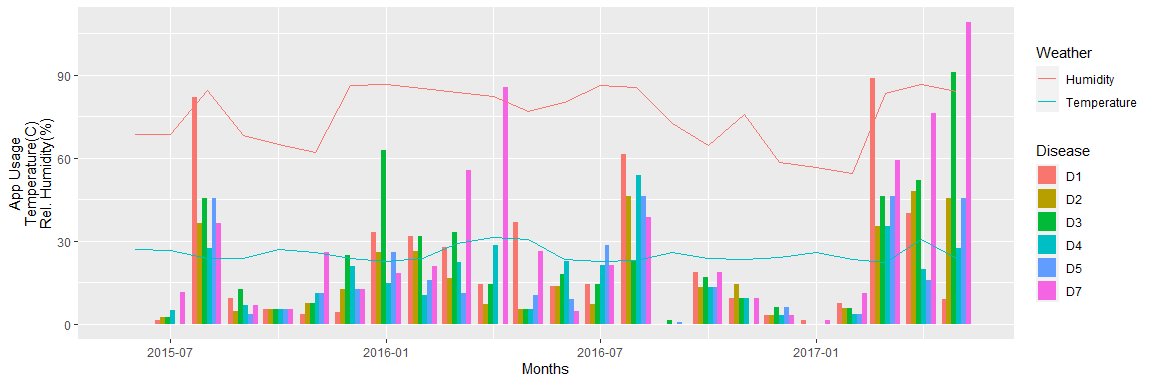 App Usage
Temperature(C)
Rel. Humidity(%)
90
60
30
0
2015-07
2016-01
2016-07
2017-01
Months
Weather
Humidity
Temperature
Disease
D1
D2
D3
D4
D5
D7